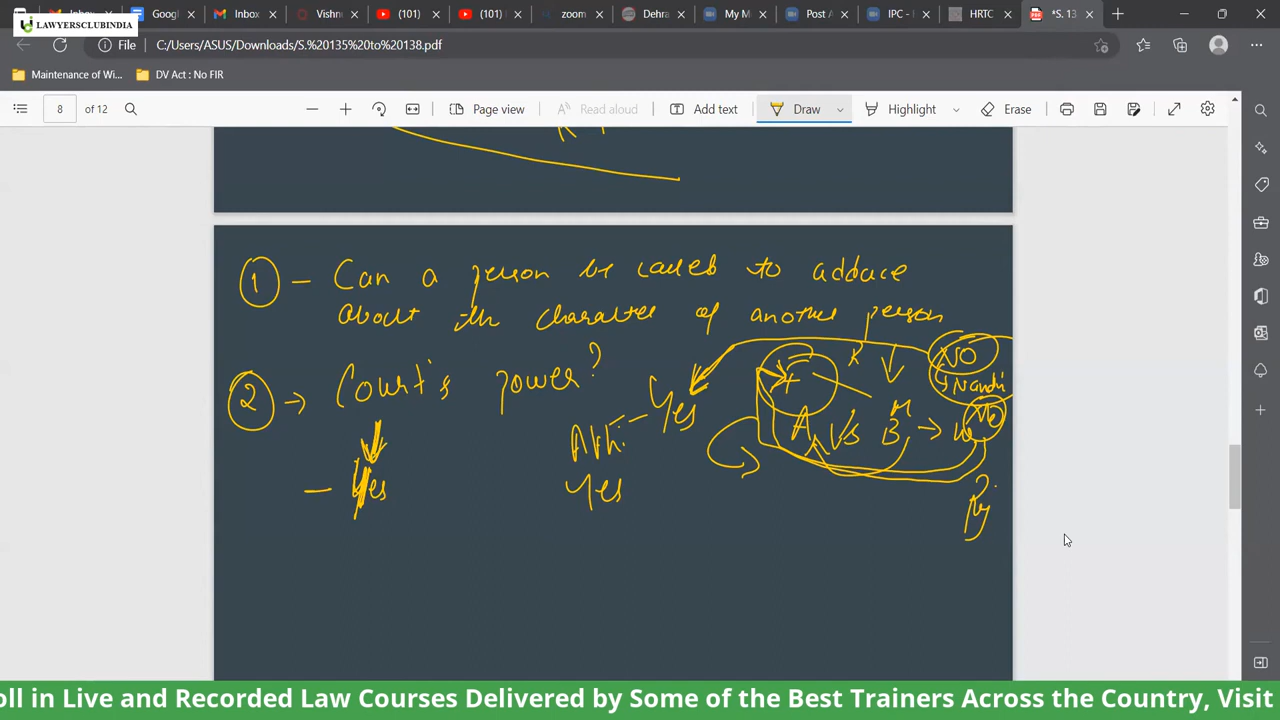 LAWYERSCLUBINDIA
Googl
Inbox
Inbox
Vishn
(101)
(101)
zoom
Dehra
My
Post
IPC -
HRTC
*S. 13
File
C:/Users/ASUS/Downloads/S.%20135%20to%20138.pdf
Maintenance of Wi...
DV Act : No FIR
8 of 12
Page view
Read aloud
Add text
Draw
Highlight
Erase
1 - Can a person be called to adduce
about the character of another person
2 → Court's power?
Yes
NO
A Vs B →
Yes
Yes
oll in Live and Recorded Law Courses Delivered by Some of the Best Trainers Across the Country, Visit